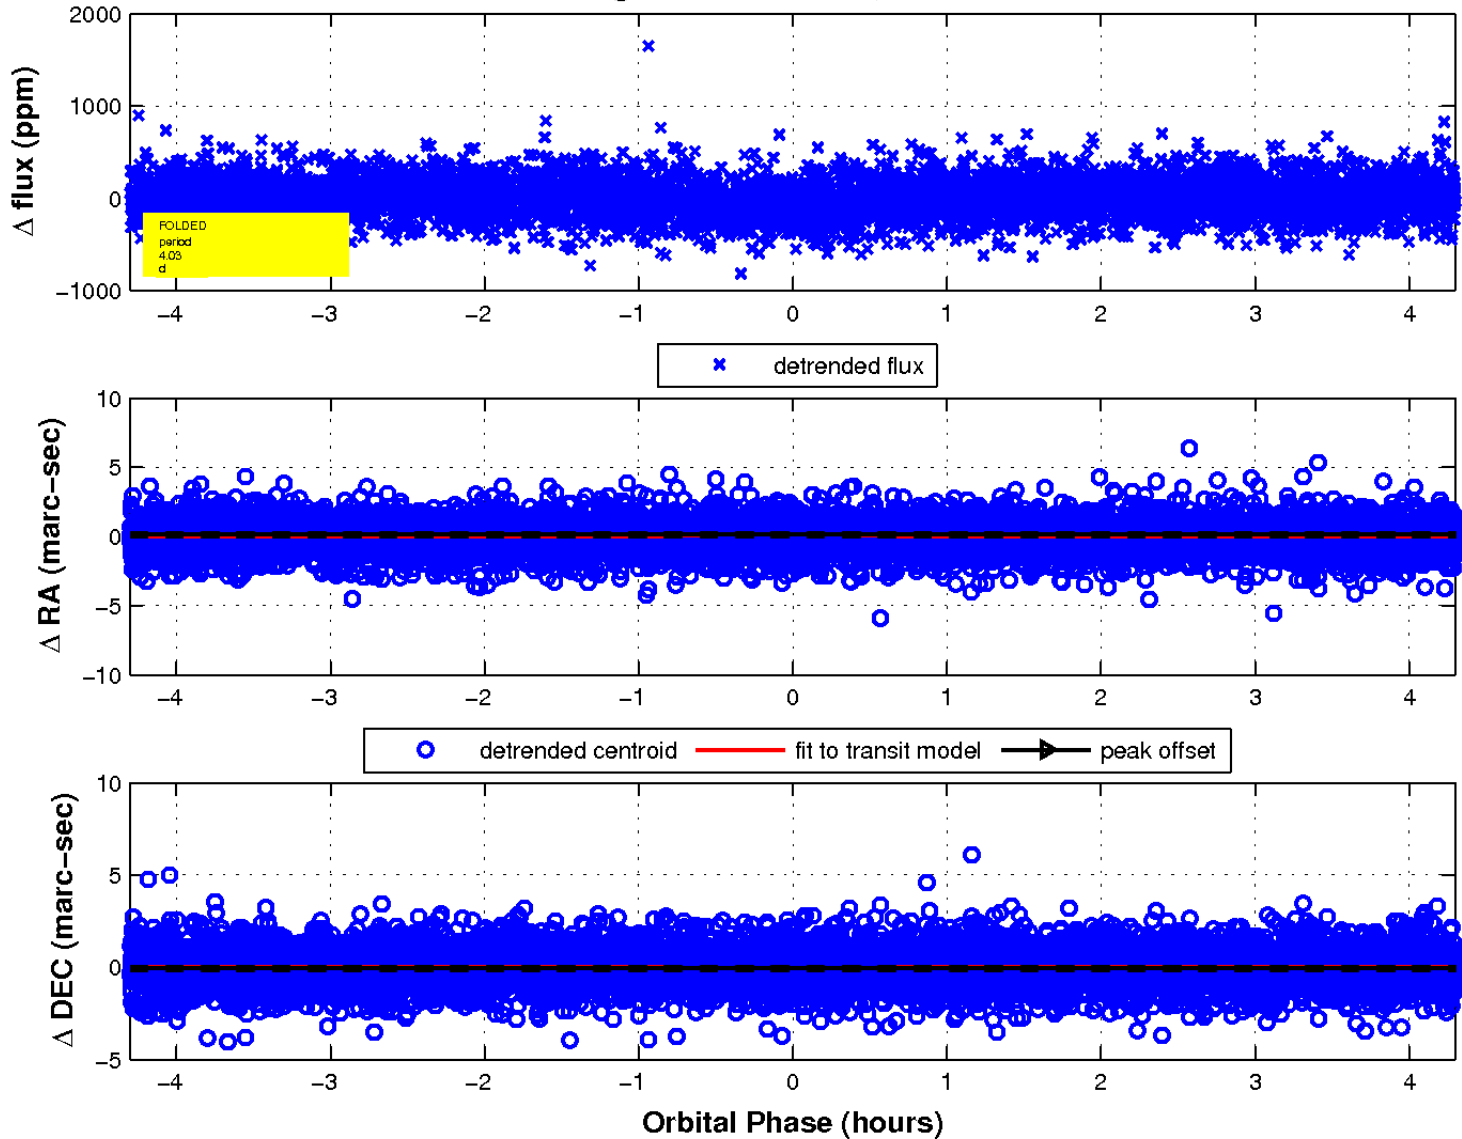 2000
1000
0
−1000
Δ flux (ppm)
FOLDED
period
4.03
d
−4 −3 −2 −1 0 1 2 3 4
detrended flux
10
5
0
−5
−10
Δ RA (marc−sec)
−4 −3 −2 −1 0 1 2 3 4
detrended centroid fit to transit model peak offset
10
5
0
−5
Δ DEC (marc−sec)
−4 −3 −2 −1 0 1 2 3 4
Orbital Phase (hours)